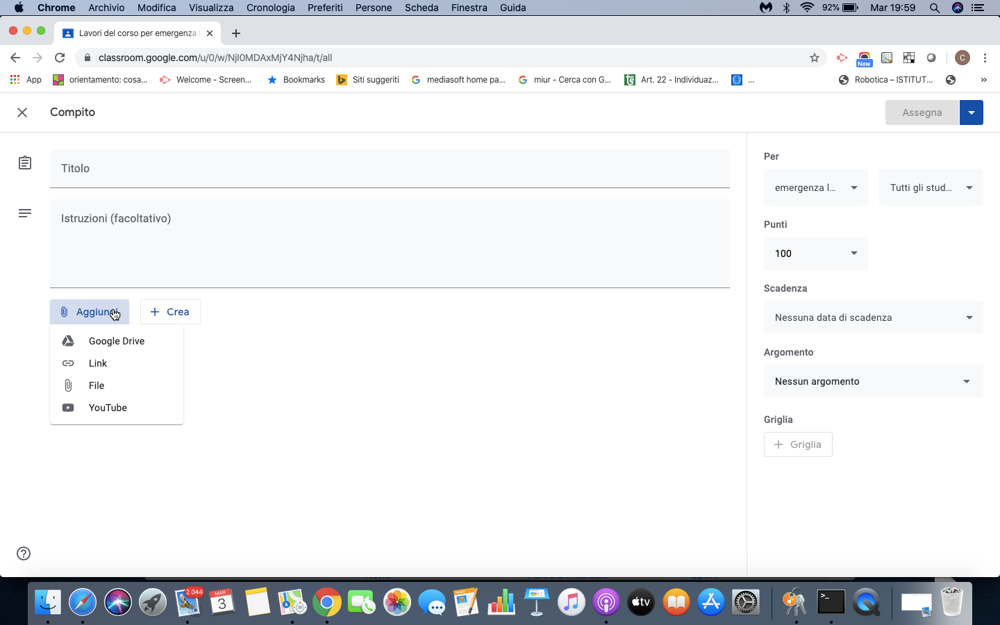 Chrome Archivio Modifica Visualizza Cronologia Preferiti Persone Scheda Finestra Guida 92% Mar 19:59
Lavori del corso per emergenza
classroom.google.com/u/0/w/NjI0MDAxMjY4Njha/t/all New C
App orientamento: cosa... Welcome - Screen... Bookmarks Siti suggeriti mediasoft home pa... miur - Cerca con G... Art. 22 - Individuaz... ... Robotica – ISTITUT... »
Compito
Assegna
Titolo
Istruzioni (facoltativo)
Aggiungi
Crea
Google Drive
Link
File
YouTube
Per
emergenza l...
Tutti gli stud...
Punti
100
Scadenza
Nessuna data di scadenza
Argomento
Nessun argomento
Griglia
Griglia
2.044
MAR
3
tv